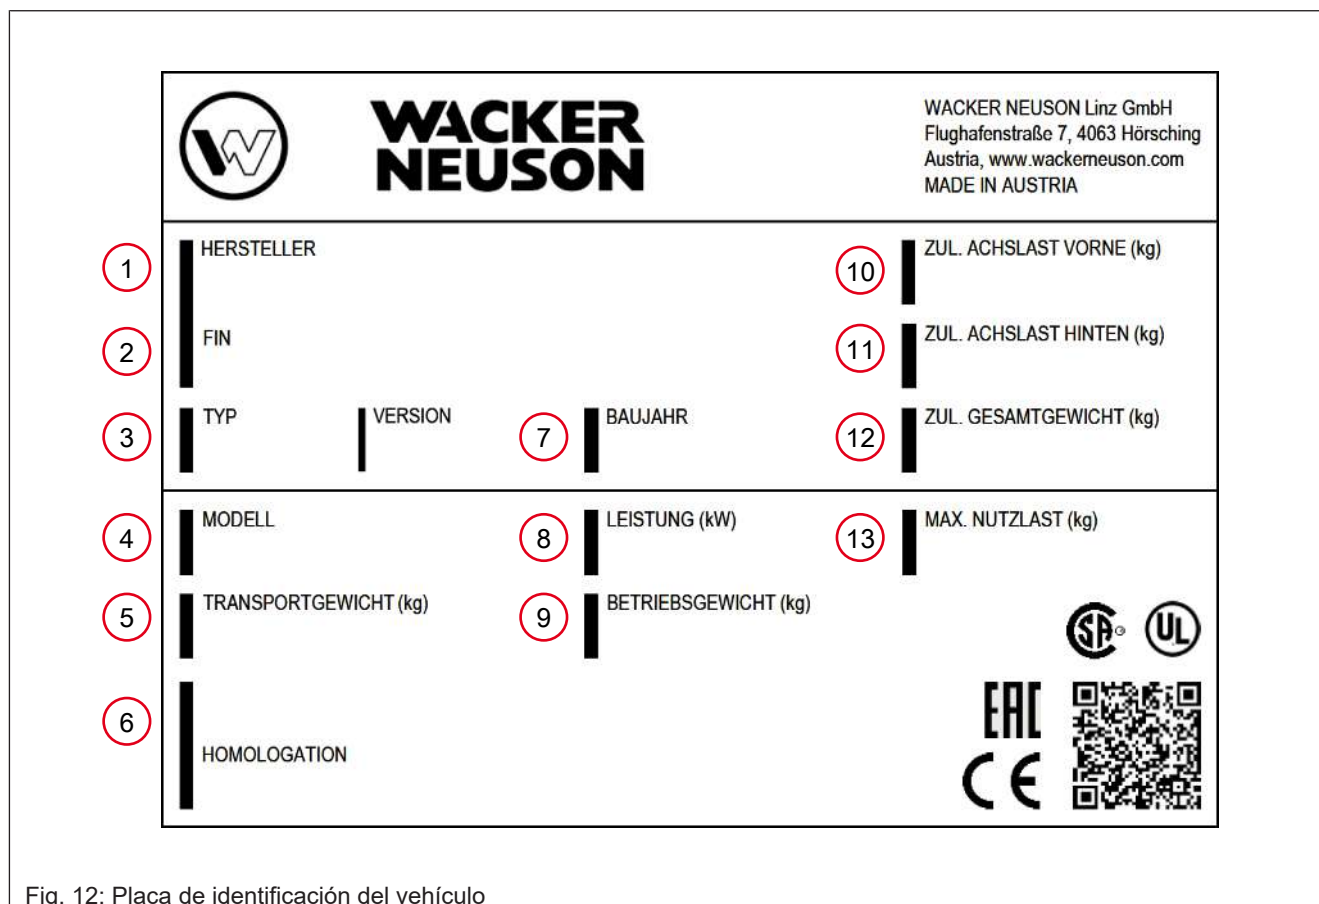 WACKER
NEUSON
WACKER NEUSON Linz GmbH
Flughafenstraße 7, 4063 Hörsching
Austria, www.wackerneuson.com
MADE IN AUSTRIA
1 HERSTELLER
10 ZUL. ACHSLAST VORNE (kg)
2 FIN
11 ZUL. ACHSLAST HINTEN (kg)
3 TYP VERSION
7 BAUJAHR
12 ZUL. GESAMTGEWICHT (kg)
4 MODELL
8 LEISTUNG (kW)
13 MAX. NUTZLAST (kg)
5 TRANSPORTGEWICHT (kg)
9 BETRIEBSGEWICHT (kg)
SA UL
6 HOMOLOGATION
EAC
CE
Fig. 12: Placa de identificación del vehículo